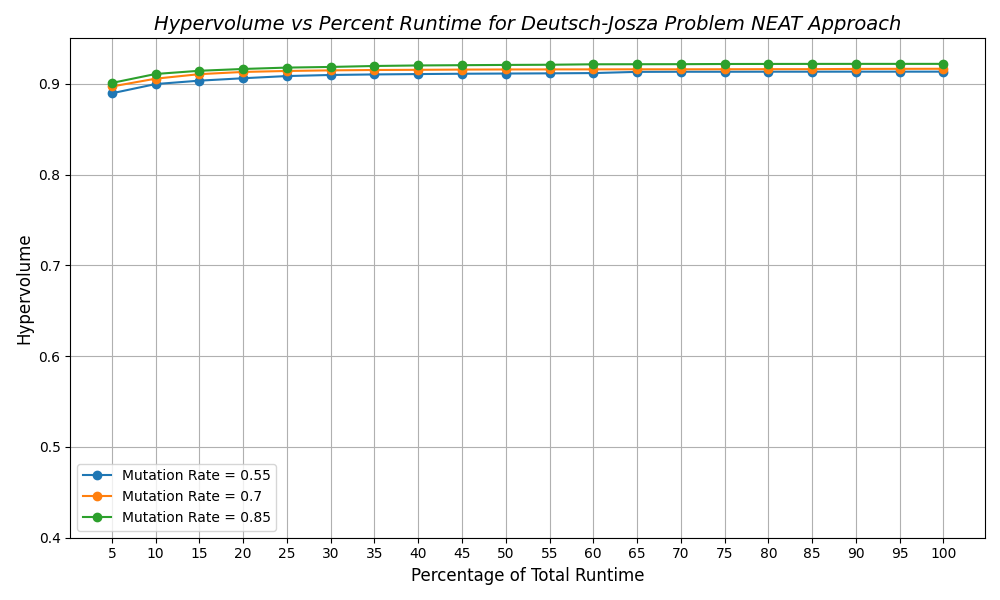 Hypervolume vs Percent Runtime for Deutsch-Josza Problem NEAT Approach
Hypervolume
0.9
0.8
0.7
0.6
0.5
0.4
Mutation Rate = 0.55
Mutation Rate = 0.7
Mutation Rate = 0.85
5 10 15 20 25 30 35 40 45 50 55 60 65 70 75 80 85 90 95 100
Percentage of Total Runtime